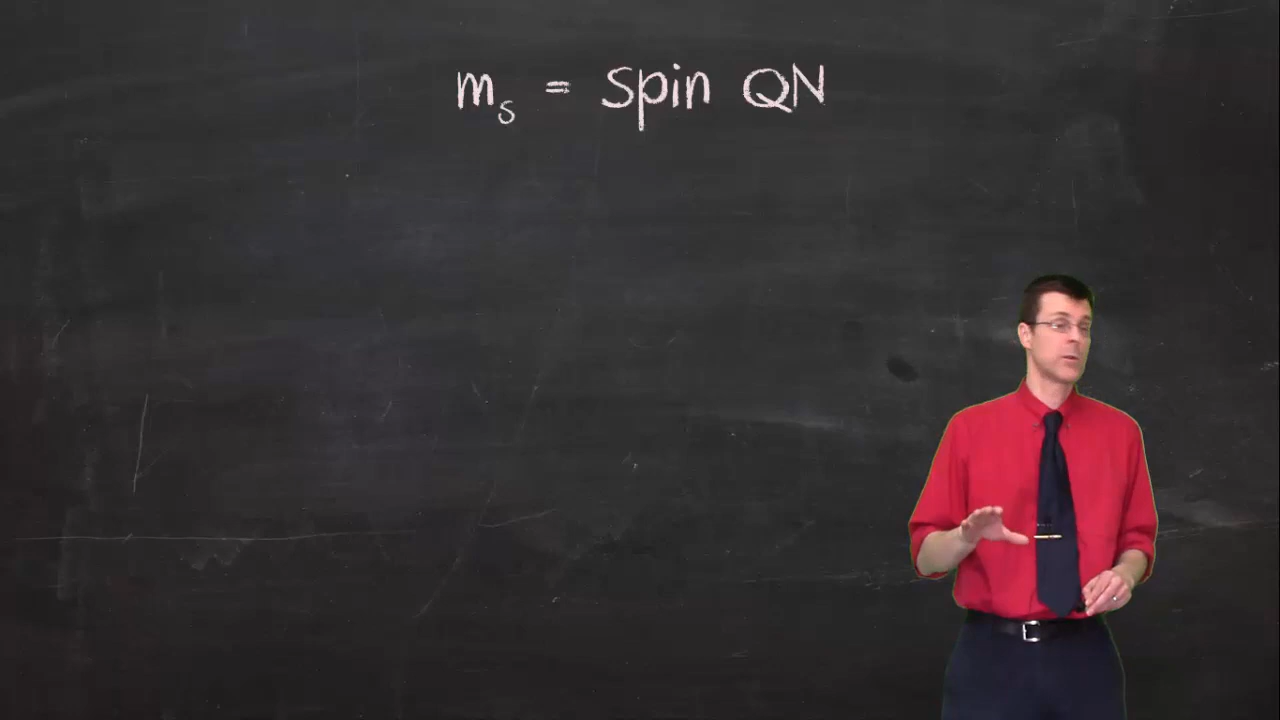 mₛ = Spin QN